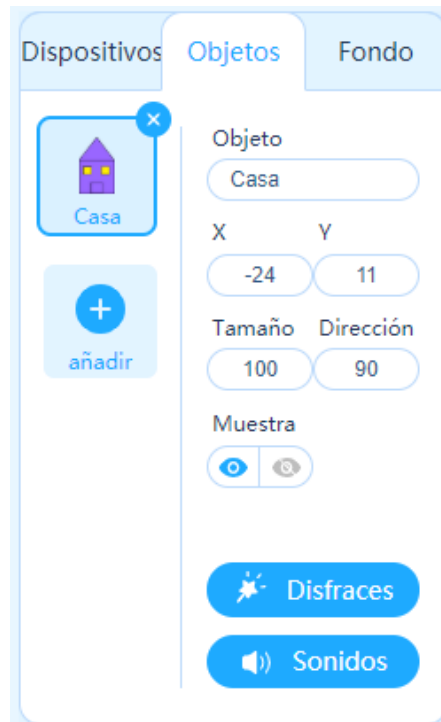 Dispositivos Objetos Fondo
Casa
añadir
Objeto
Casa
X Y
-24 11
Tamaño Dirección
100 90
Muestra
Disfraces
Sonidos